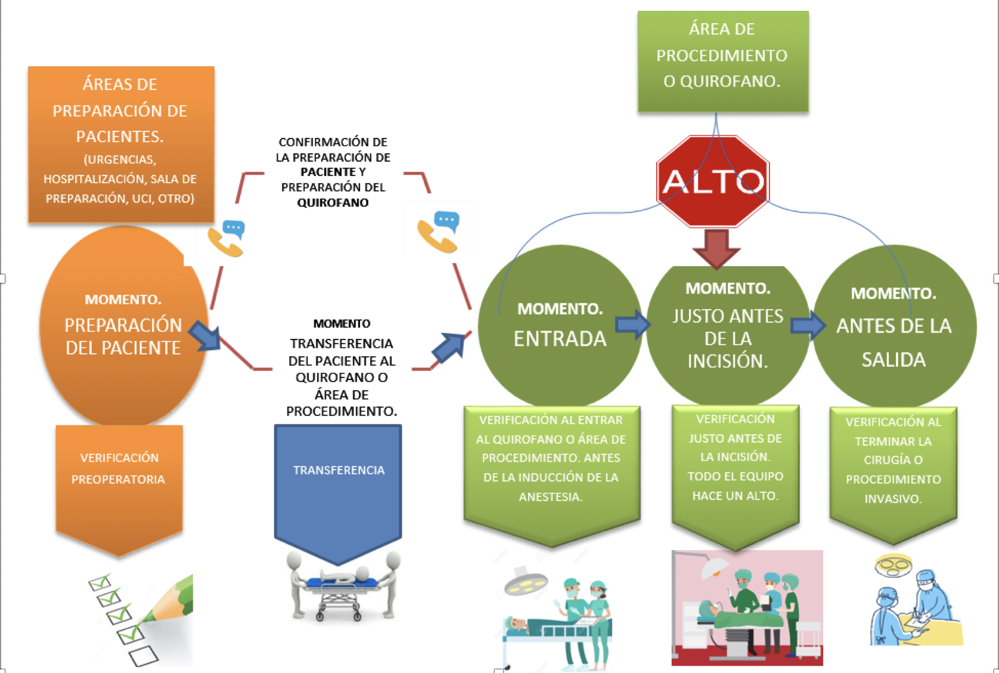 ÁREAS DE
PREPARACIÓN DE
PACIENTES.
(URGENCIAS,
HOSPITALIZACIÓN, SALA DE
PREPARACIÓN, UCI, OTRO)
MOMENTO.
PREPARACIÓN
DEL PACIENTE
VERIFICACIÓN
PREOPERATORIA
CONFIRMACIÓN DE
LA PREPARACIÓN DE
PACIENTE Y
PREPARACIÓN DEL
QUIROFANO
MOMENTO
TRANSFERENCIA
DEL PACIENTE AL
QUIROFANO O
ÁREA DE
PROCEDIMIENTO.
TRANSFERENCIA
ÁREA DE
PROCEDIMIENTO
O QUIROFANO.
ALTO
MOMENTO.
ENTRADA
VERIFICACIÓN AL ENTRAR
AL QUIROFANO O ÁREA DE
PROCEDIMIENTO. ANTES
DE LA INDUCCIÓN DE LA
ANESTESIA.
MOMENTO.
JUSTO ANTES
DE LA
INCISIÓN.
VERIFICACIÓN
JUSTO ANTES DE
LA INCISIÓN.
TODO EL EQUIPO
HACE UN ALTO.
MOMENTO.
ANTES DE LA
SALIDA
VERIFICACIÓN AL
TERMINAR LA
CIRUGÍA O
PROCEDIMIENTO
INVASIVO.